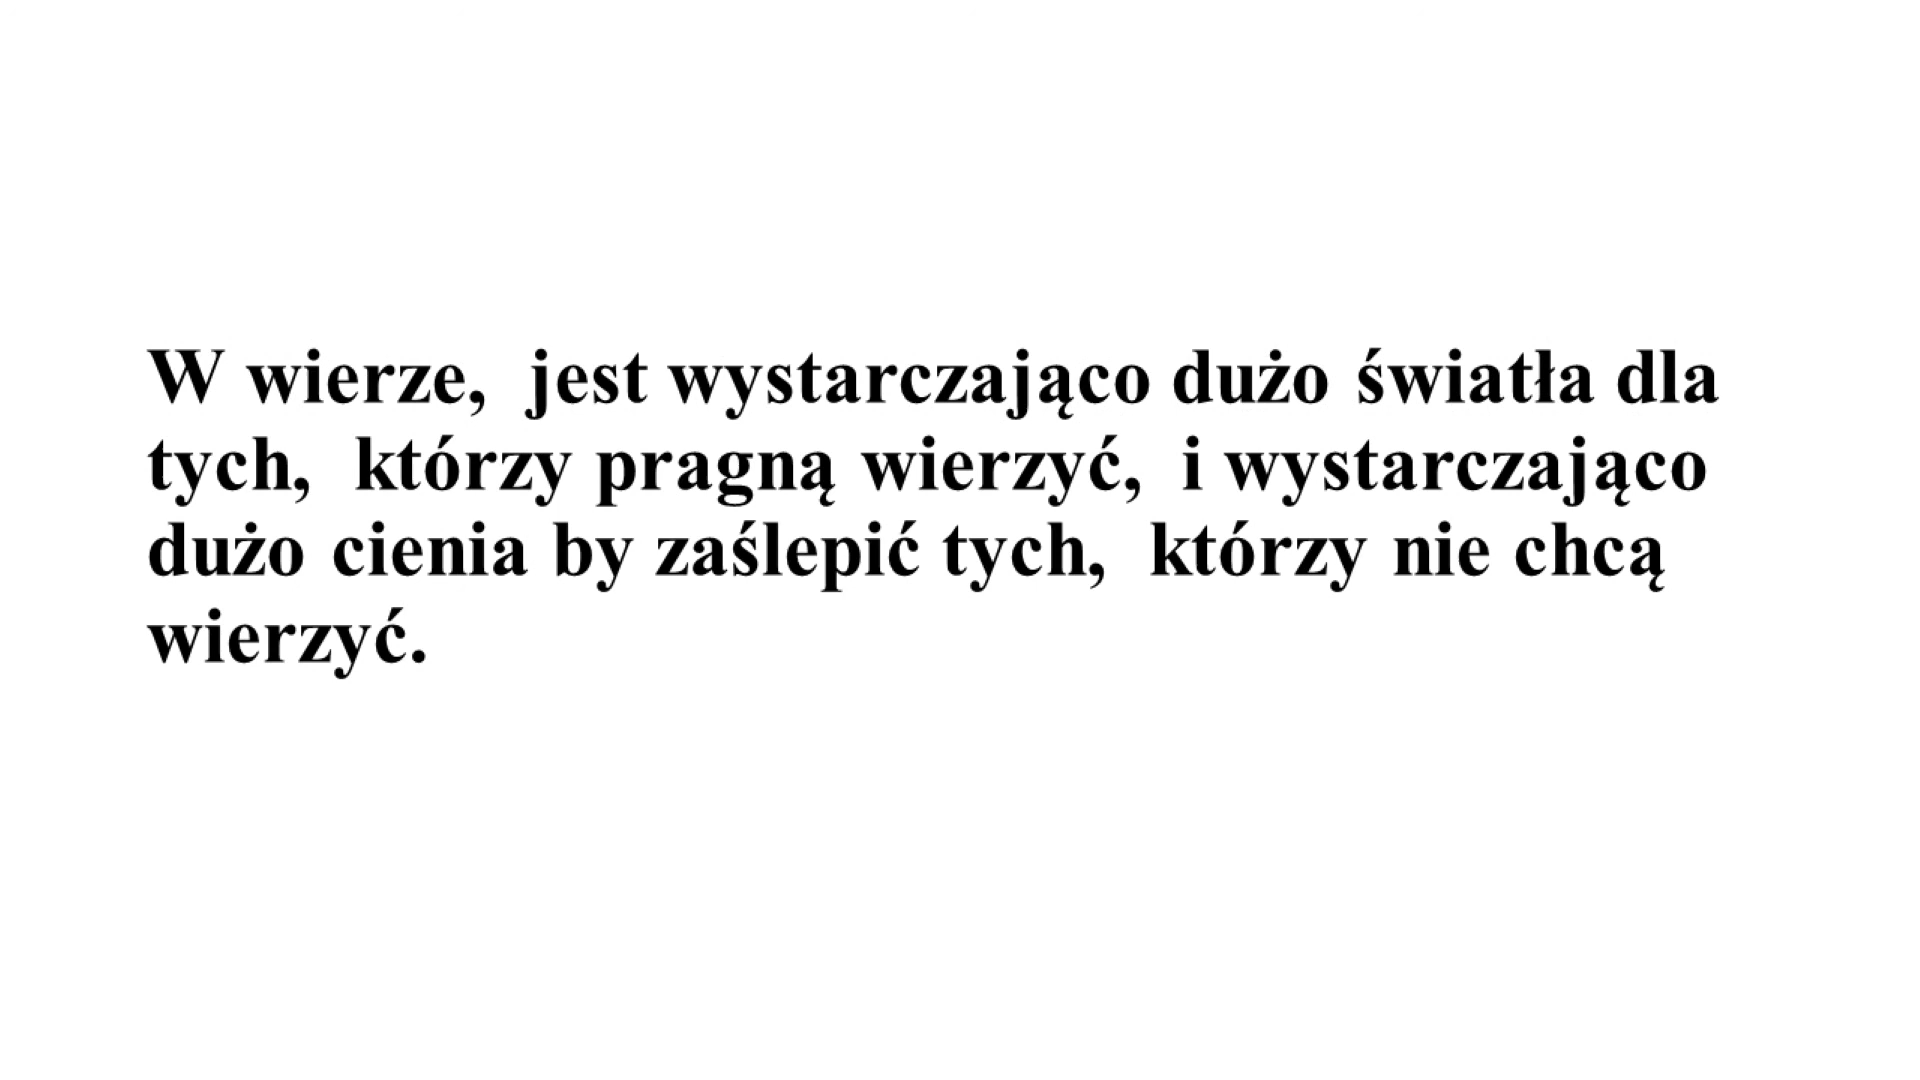 W wierze, jest wystarczająco dużo światła dla
tych, którzy pragną wierzyć, i wystarczająco
dużo cienia by zaślepić tych, którzy nie chcą
wierzyć.